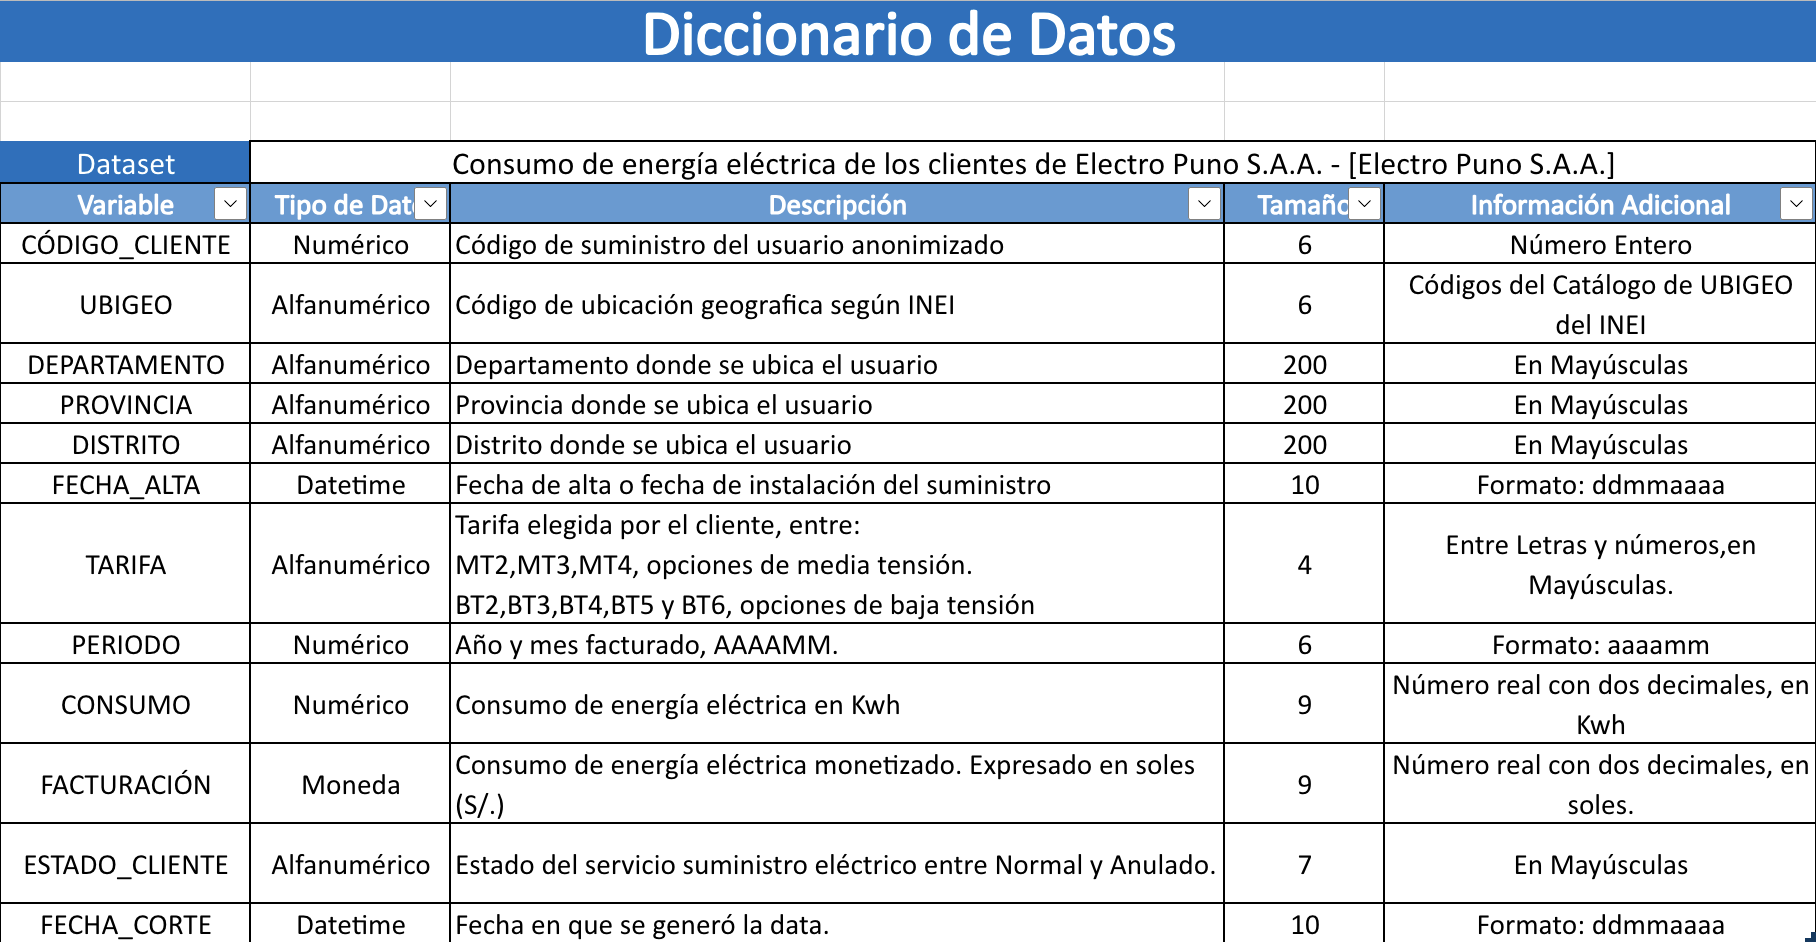 Diccionario de Datos
Dataset Consumo de energía eléctrica de los clientes de Electro Puno S.A.A. - [Electro Puno S.A.A.]
Variable Tipo de Dat Descripción Tamaño Información Adicional
CÓDIGO_CLIENTE Numérico Código de suministro del usuario anonimizado 6 Número Entero
UBIGEO Alfanumérico Código de ubicación geografica según INEI 6 Códigos del Catálogo de UBIGEO
del INEI
DEPARTAMENTO Alfanumérico Departamento donde se ubica el usuario 200 En Mayúsculas
PROVINCIA Alfanumérico Provincia donde se ubica el usuario 200 En Mayúsculas
DISTRITO Alfanumérico Distrito donde se ubica el usuario 200 En Mayúsculas
FECHA_ALTA Datetime Fecha de alta o fecha de instalación del suministro 10 Formato: ddmmaaaa
TARIFA Alfanumérico Tarifa elegida por el cliente, entre:
MT2,MT3,MT4, opciones de media tensión.
BT2,BT3,BT4,BT5 y BT6, opciones de baja tensión
4 Entre Letras y números,en
Mayúsculas.
PERIODO Numérico Año y mes facturado, AAAAMM. 6 Formato: aaaamm
CONSUMO Numérico Consumo de energía eléctrica en Kwh 9 Número real con dos decimales, en
Kwh
FACTURACIÓN Moneda Consumo de energía eléctrica monetizado. Expresado en soles
(S/.)
9 Número real con dos decimales, en
soles.
ESTADO_CLIENTE Alfanumérico Estado del servicio suministro eléctrico entre Normal y Anulado. 7 En Mayúsculas
FECHA_CORTE Datetime Fecha en que se generó la data. 10 Formato: ddmmaaaa